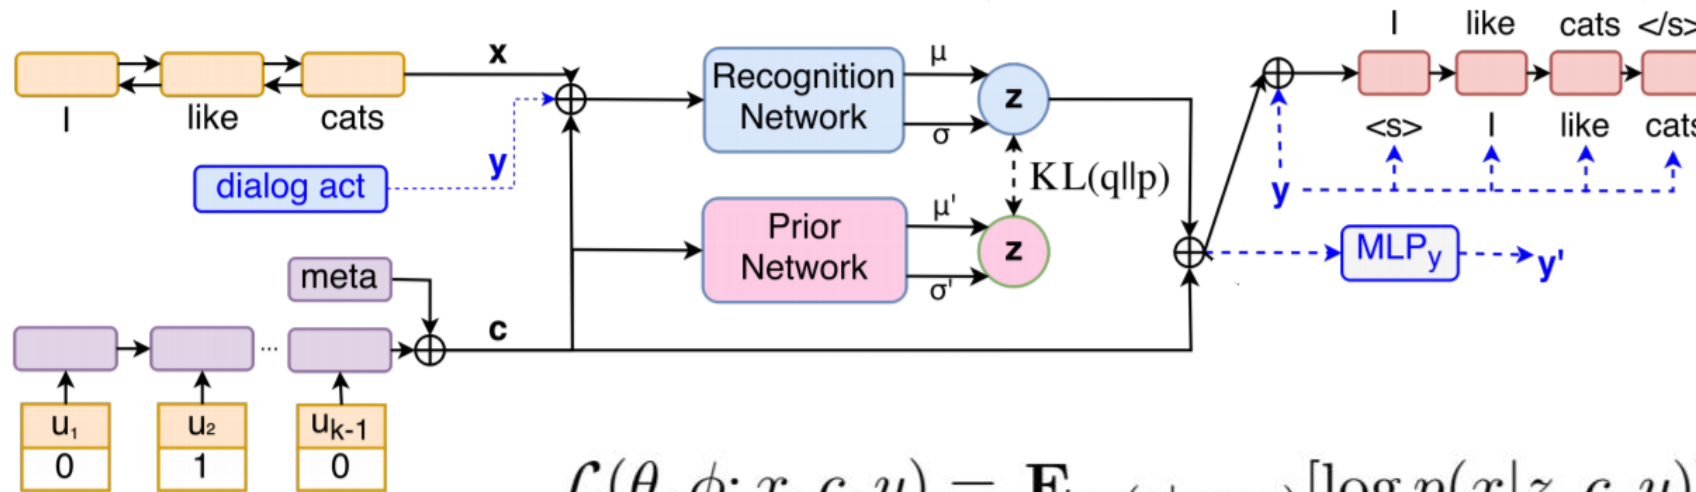 I like cats </s>
x
Recognition
Network
μ
σ
z
I like cats
<s> I like cats
y
dialog act
KL(q||p)
y
Prior
Network
μ'
σ'
z
MLPy
y'
meta
c
...
u1 u2 uk-1
0 1 0